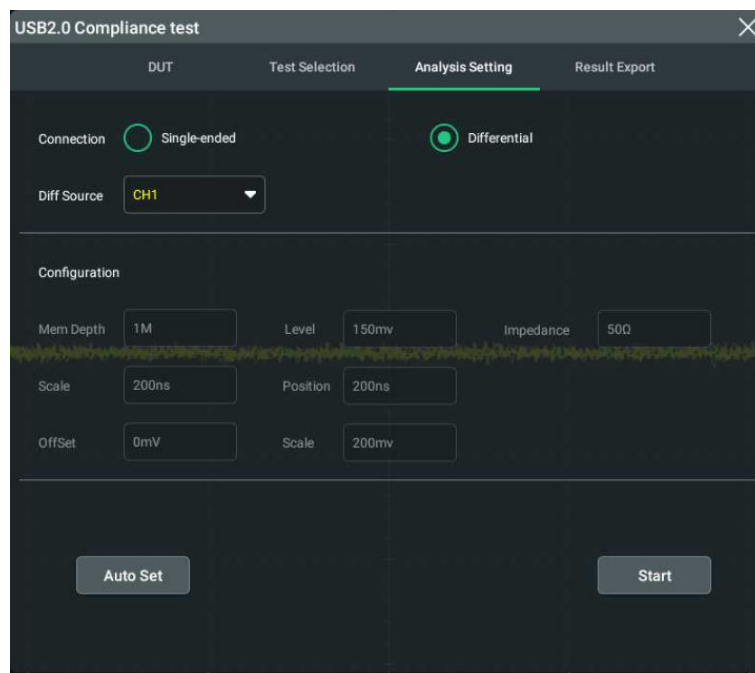 USB2.0 Compliance test
DUT Test Selection Analysis Setting Result Export
Connection Single-ended Differential
Diff Source CH1
Configuration
Mem Depth 1M Level 150mv Impedance 50Ω
Scale 200ns Position 200ns
OffSet 0mV Scale 200mv
Auto Set Start